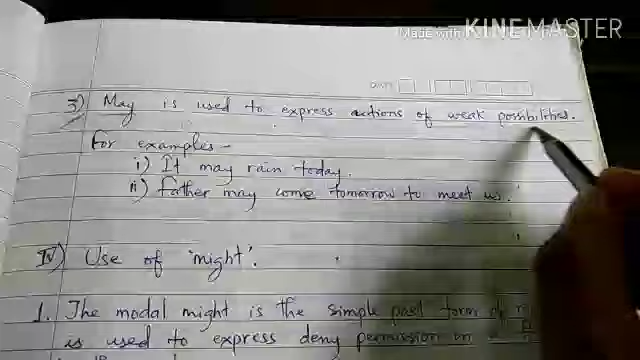 Made with KINEMASTER
DATE
3) May is used to express actions of weak possibilities.
For examples -
i) It may rain today.
ii) Father may come tomorrow to meet us.
IV) Use of 'might'.
1. The modal might is the simple past form of
is used to express deny permission in